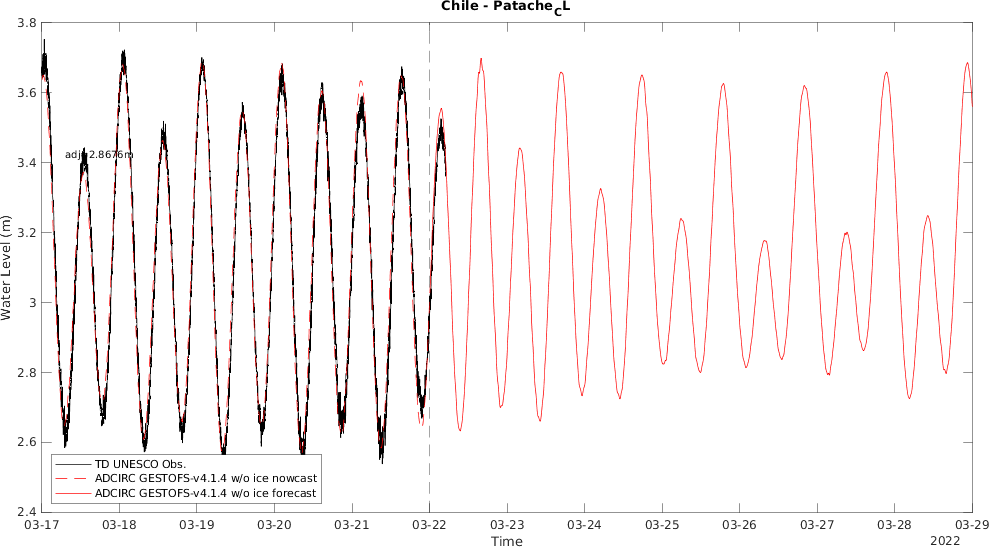 Chile - Patache_CL
3.8
3.6
3.4
3.2
3
2.8
2.6
2.4
Water Level (m)
adj: 2.8676m
TD UNESCO Obs.
ADCIRC GESTOFS-v4.1.4 w/o ice nowcast
ADCIRC GESTOFS-v4.1.4 w/o ice forecast
03-17 03-18 03-19 03-20 03-21 03-22 03-23 03-24 03-25 03-26 03-27 03-28 03-29
Time
2022